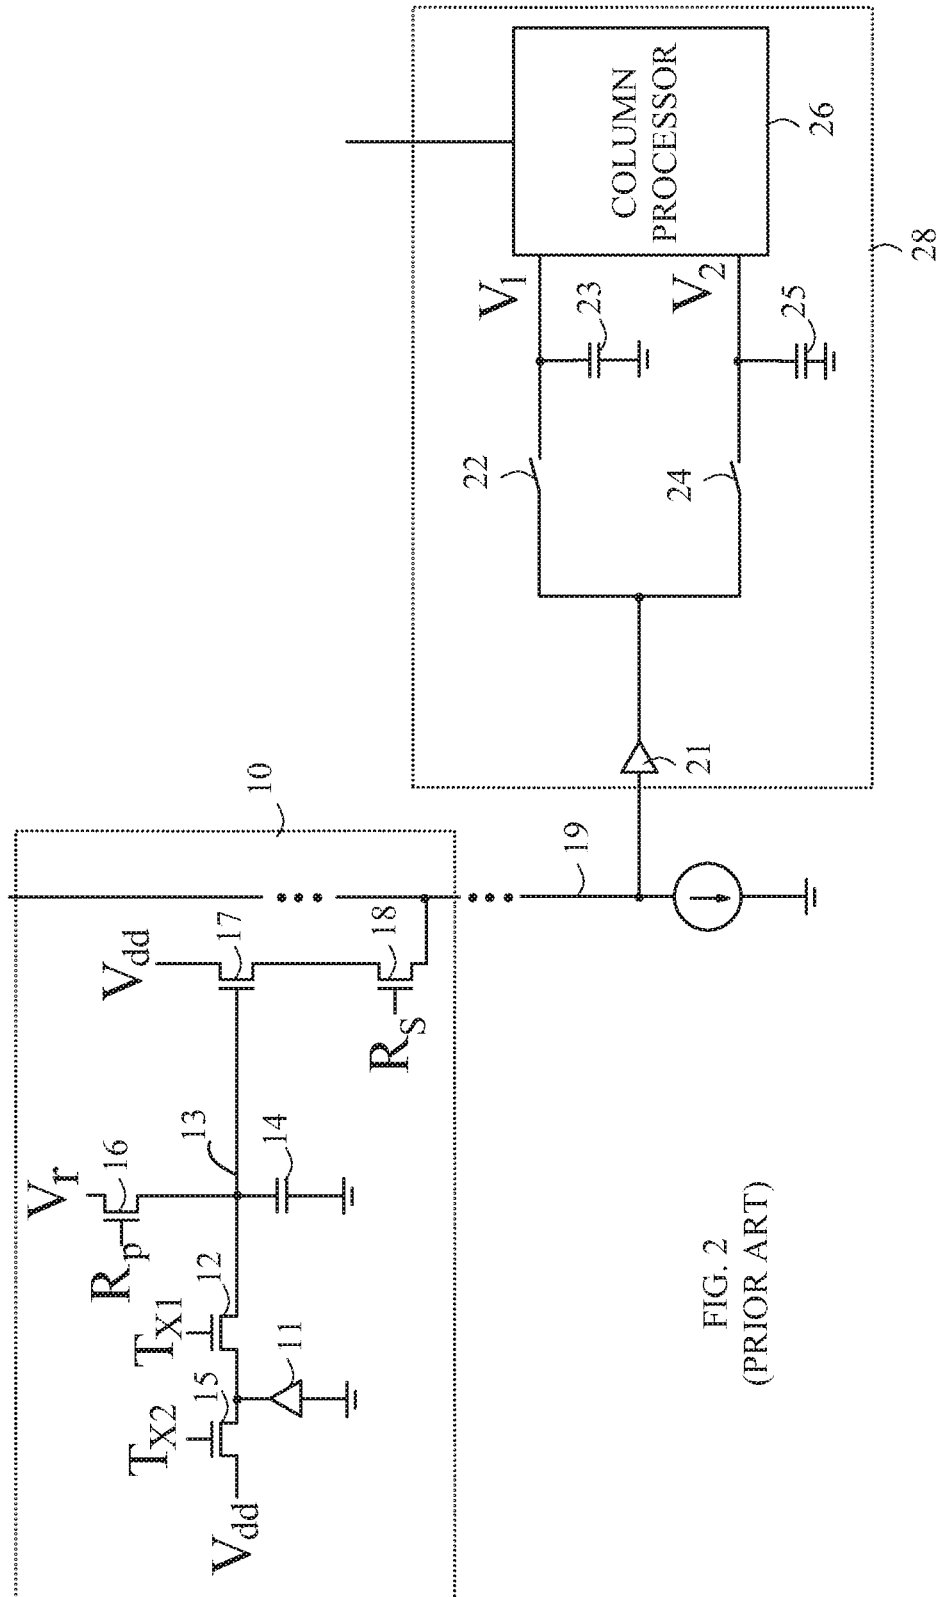 10
V_dd
17
18
R_S
19
V_r
16
R_p
13
14
T_X1
12
11
T_X2
15
V_dd
21
22
23
V_1
24
25
V_2
COLUMN
PROCESSOR
26
28
FIG. 2
(PRIOR ART)